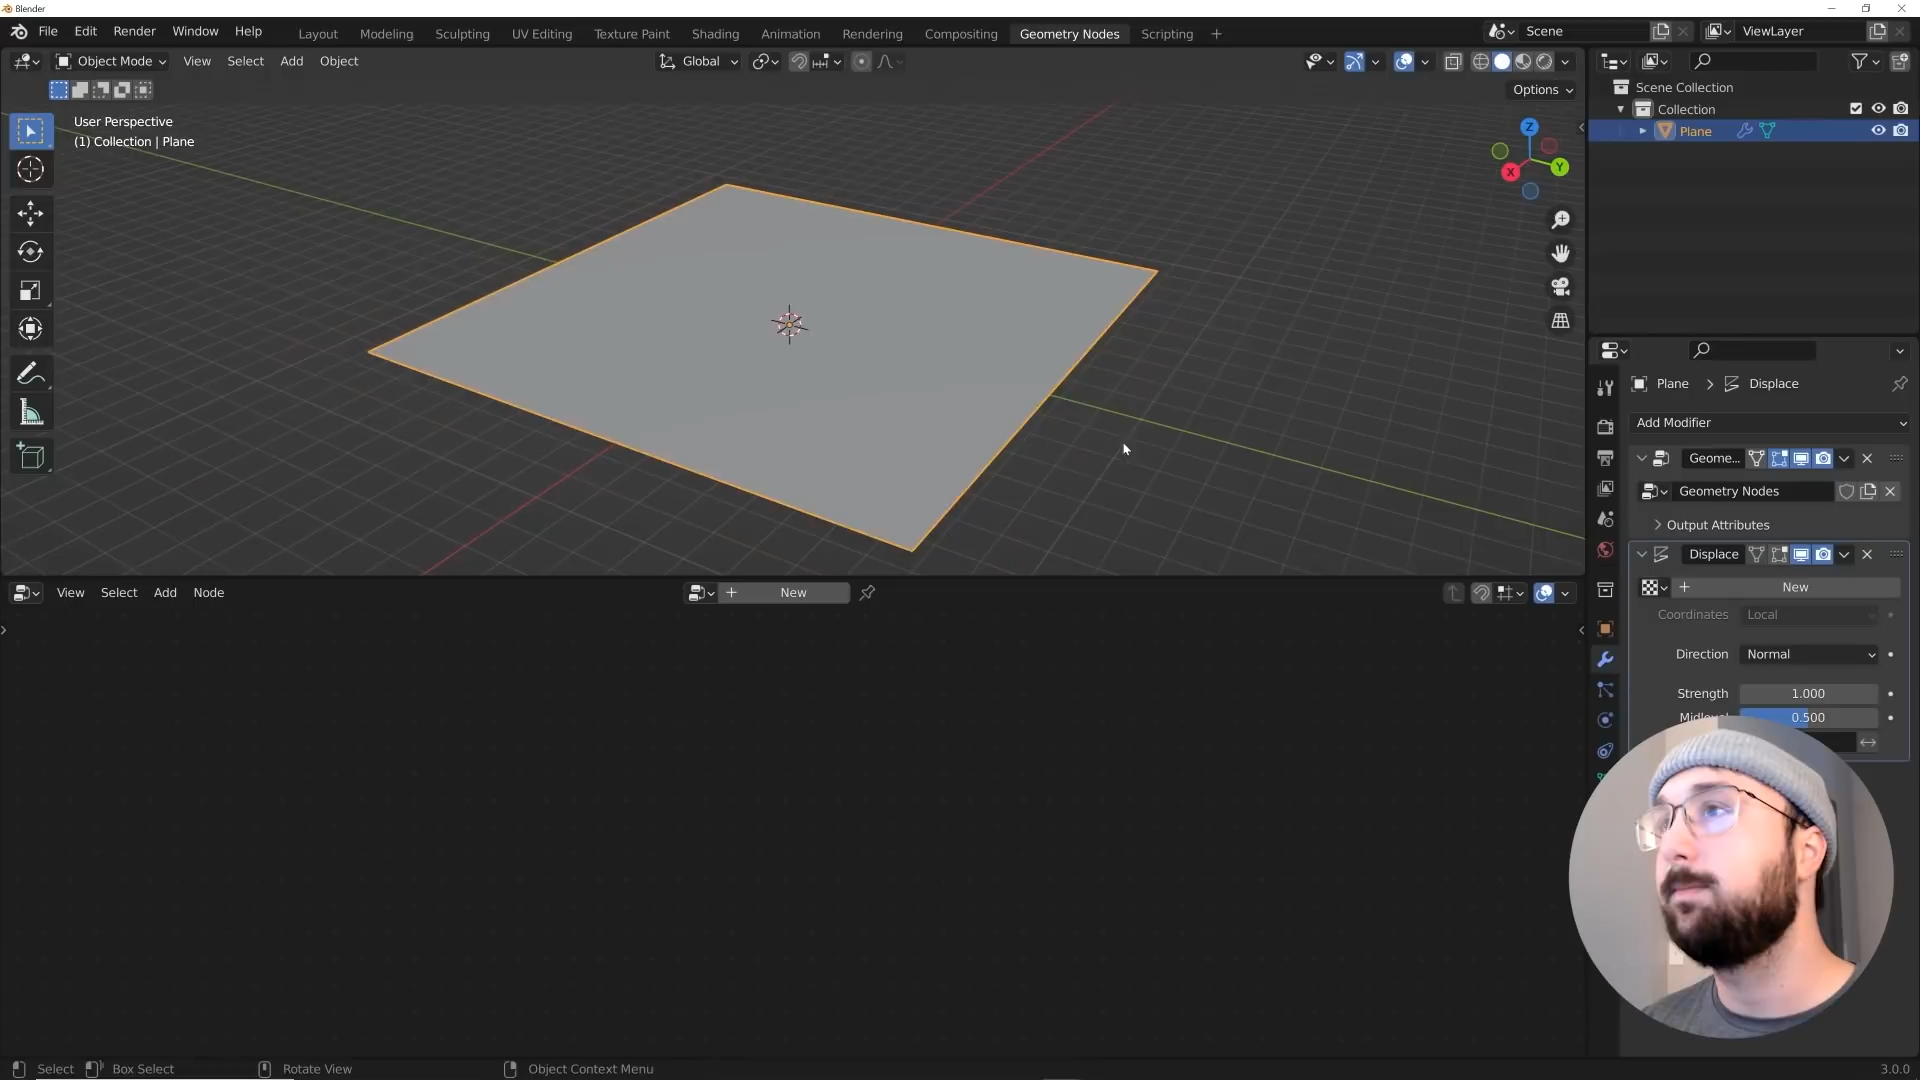 Blender
File Edit Render Window Help Layout Modeling Sculpting UV Editing Texture Paint Shading Animation Rendering Compositing Geometry Nodes Scripting + Scene ViewLayer
Object Mode View Select Add Object Global
Options
User Perspective
(1) Collection | Plane
Z
Y
X
Scene Collection
Collection
Plane
Plane > Displace
Add Modifier
Geome...
Geometry Nodes
Output Attributes
Displace
New
Coordinates Local
Direction Normal
Strength 1.000
0.500
View Select Add Node New
Select Box Select Rotate View Object Context Menu 3.0.0